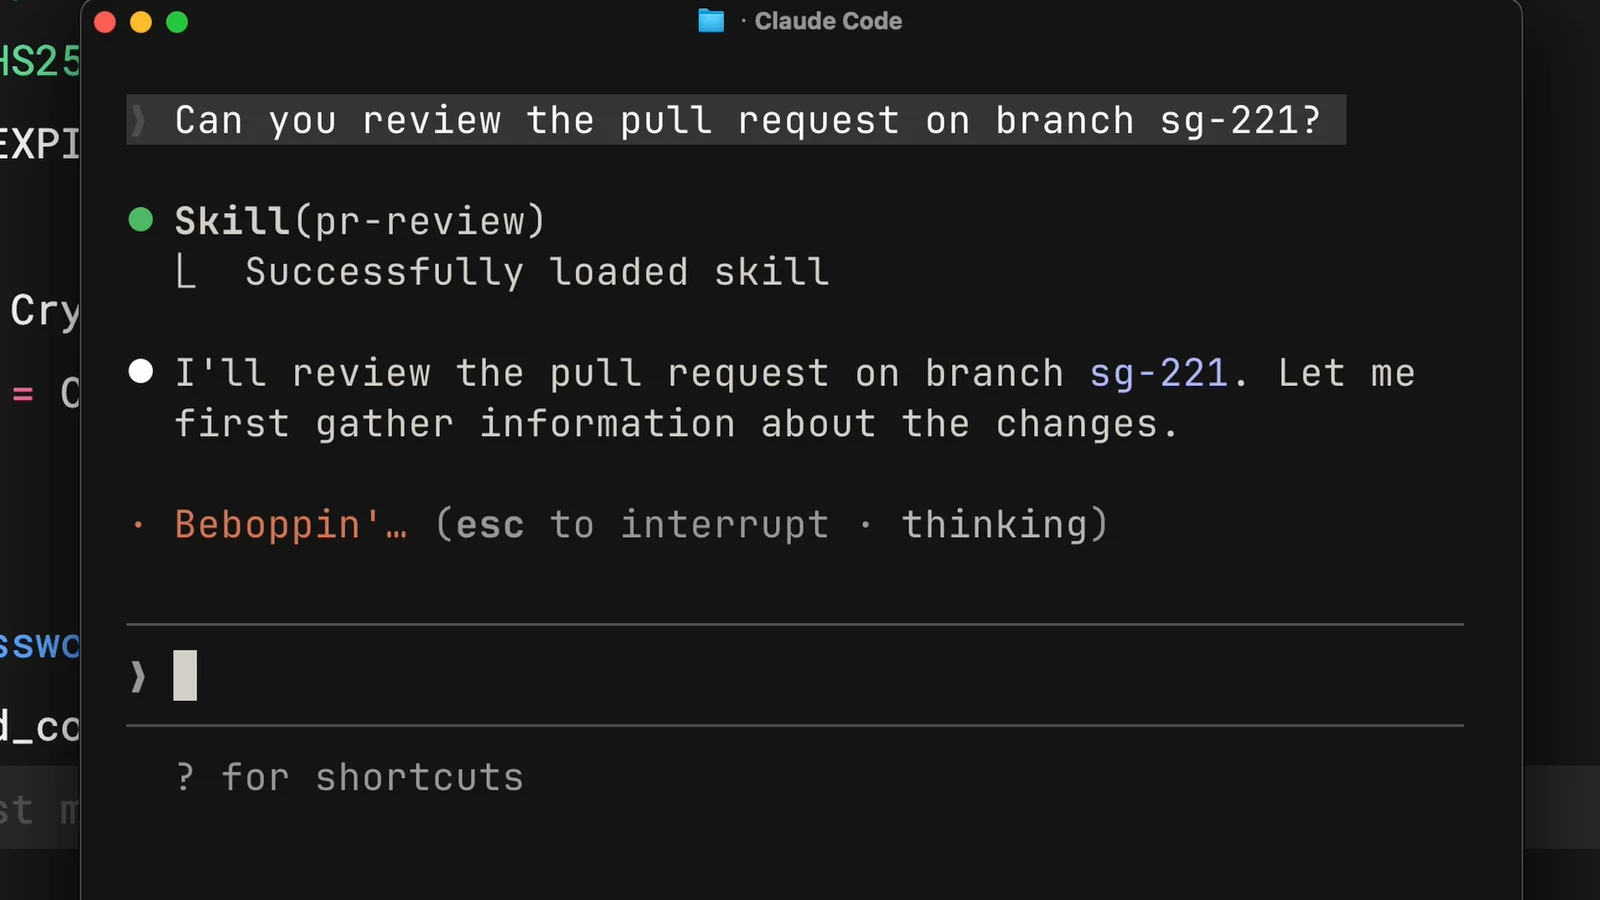 · Claude Code
❯ Can you review the pull request on branch sg-221?
● Skill(pr-review)
⎿ Successfully loaded skill
● I'll review the pull request on branch sg-221. Let me
first gather information about the changes.
· Beboppin'… (esc to interrupt · thinking)
❯
? for shortcuts
HS25
EXPI
Cry
= C
sswo
d_co
st m